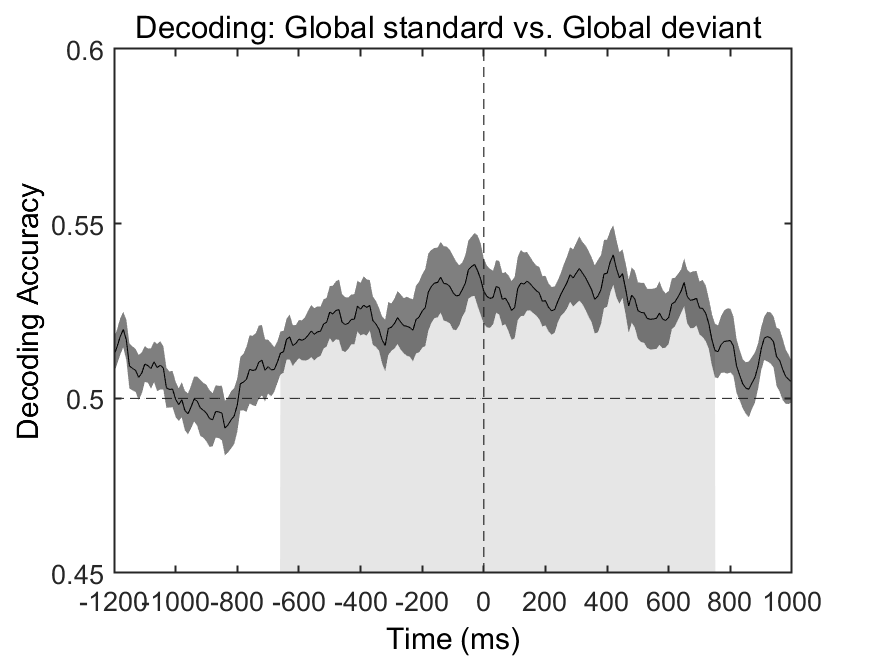 Decoding: Global standard vs. Global deviant
0.6
0.55
0.5
0.45
Decoding Accuracy
-1200 -1000 -800 -600 -400 -200 0 200 400 600 800 1000
Time (ms)